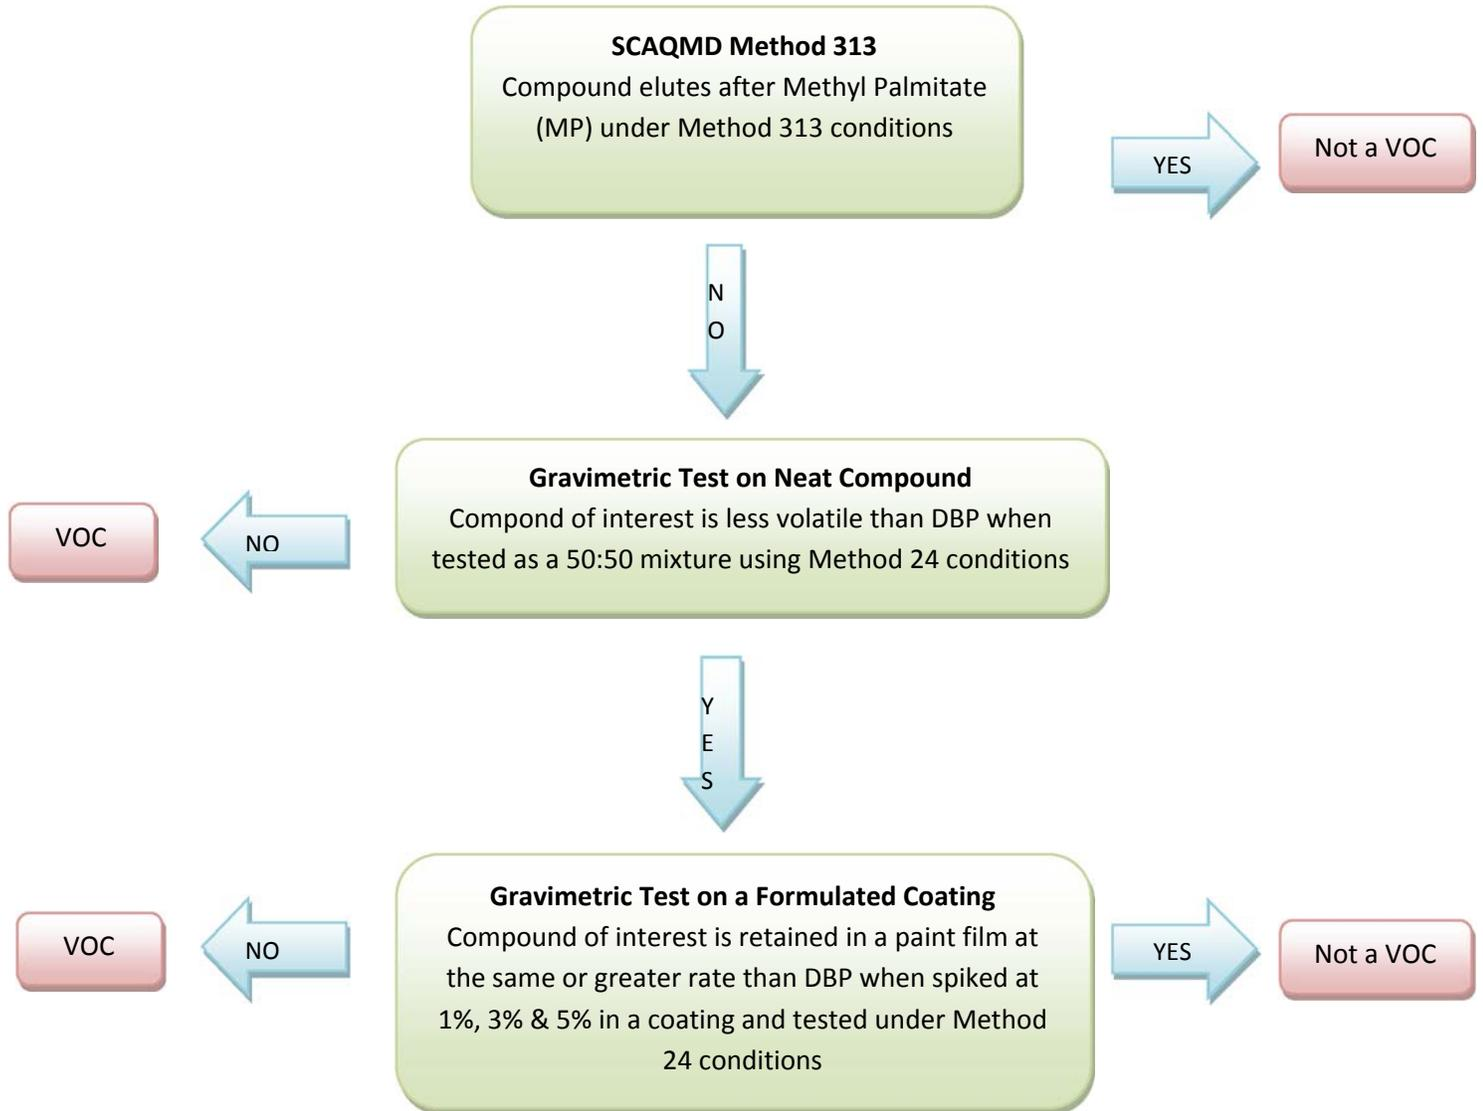 SCAQMD Method 313
Compound elutes after Methyl Palmitate
(MP) under Method 313 conditions
YES
Not a VOC
N
O
Gravimetric Test on Neat Compound
Compond of interest is less volatile than DBP when
tested as a 50:50 mixture using Method 24 conditions
NO
VOC
Y
E
S
Gravimetric Test on a Formulated Coating
Compound of interest is retained in a paint film at
the same or greater rate than DBP when spiked at
1%, 3% & 5% in a coating and tested under Method
24 conditions
NO
VOC
YES
Not a VOC